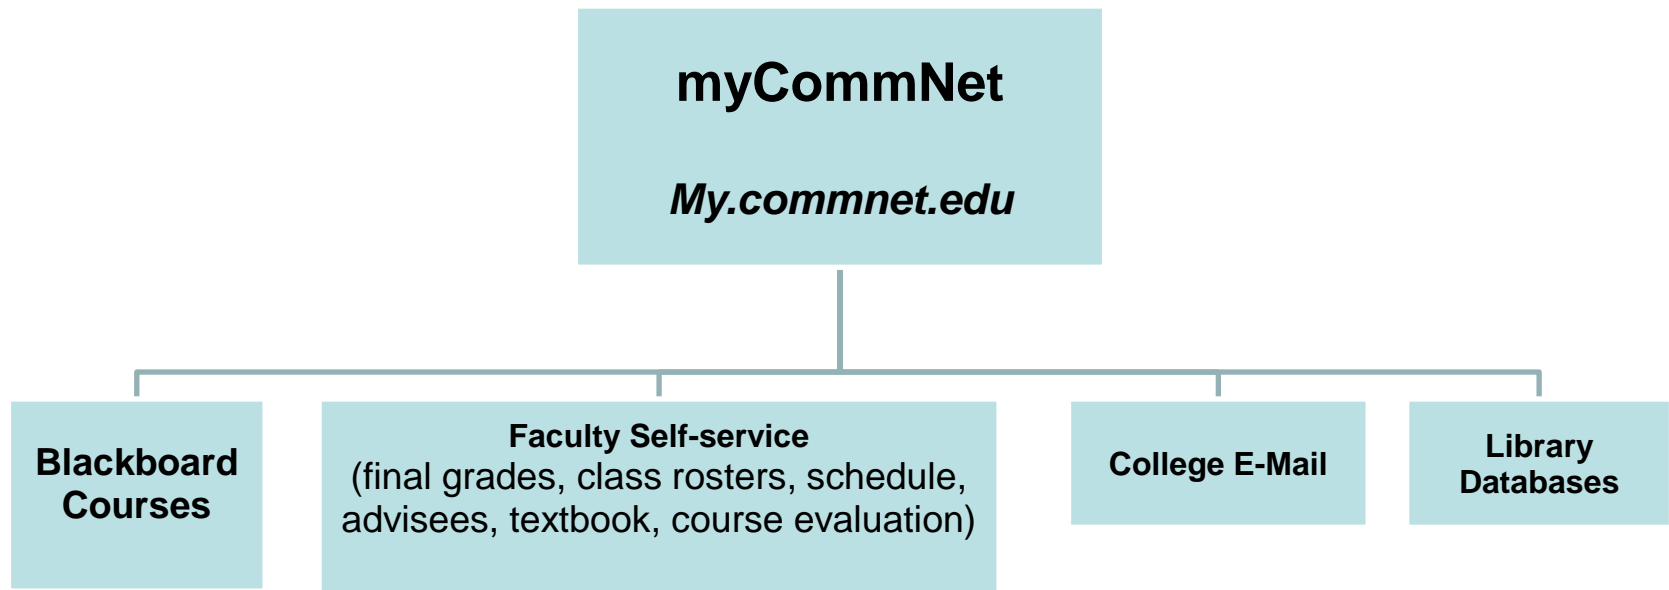 myCommNet
My.commnet.edu
Blackboard
Courses
Faculty Self-service
(final grades, class rosters, schedule,
advisees, textbook, course evaluation)
College E-Mail
Library
Databases